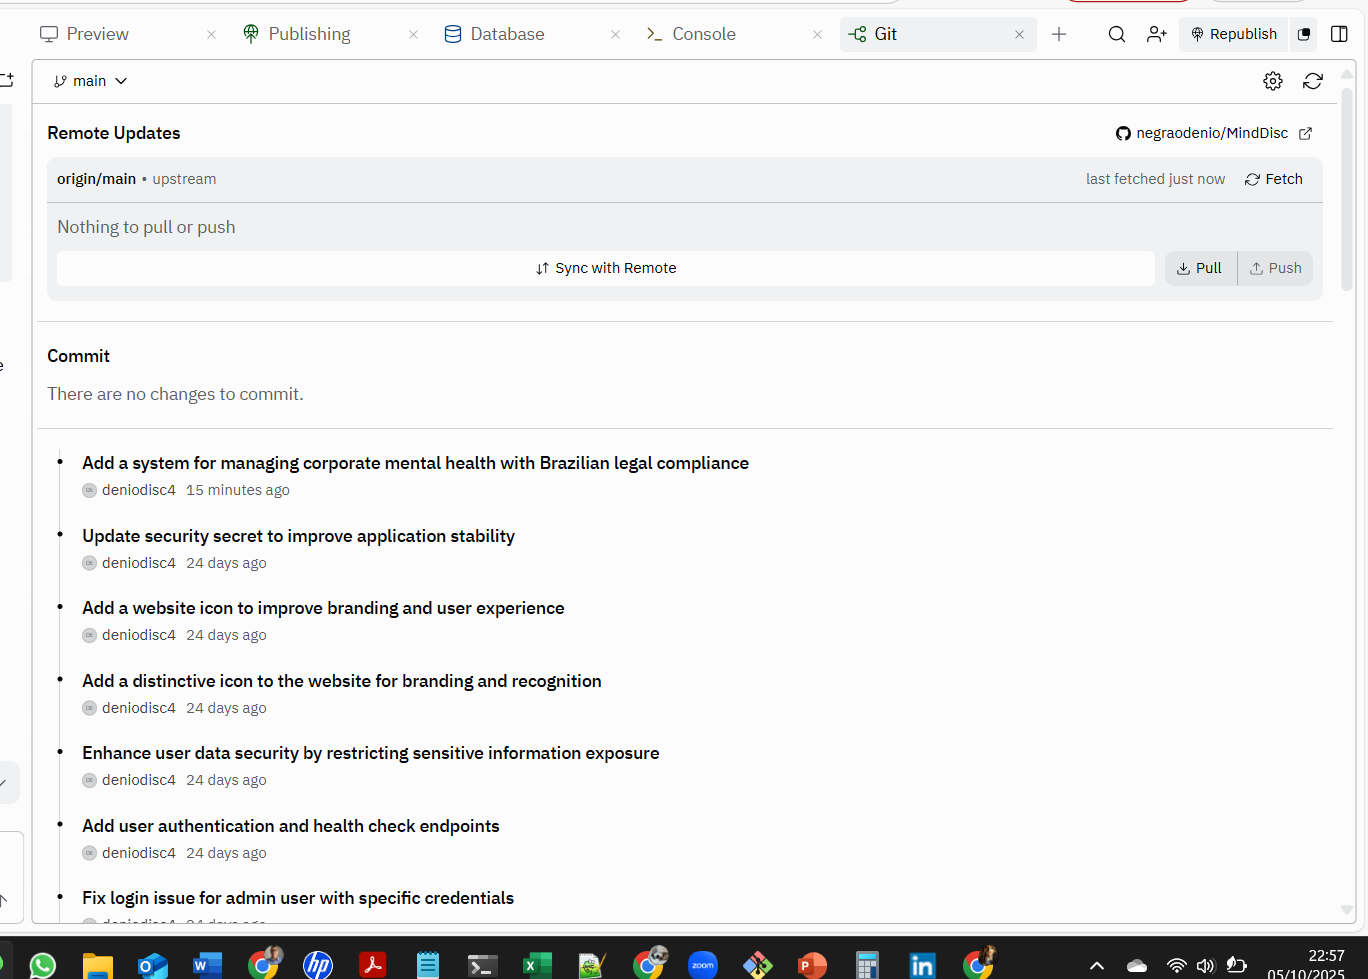 Preview
Publishing
Database
Console
Git
Republish
main
Remote Updates
negraodenio/MindDisc
origin/main • upstream
last fetched just now
Fetch
Nothing to pull or push
Sync with Remote
Pull
Push
Commit
There are no changes to commit.
Add a system for managing corporate mental health with Brazilian legal compliance
deniodisc4 15 minutes ago
Update security secret to improve application stability
deniodisc4 24 days ago
Add a website icon to improve branding and user experience
deniodisc4 24 days ago
Add a distinctive icon to the website for branding and recognition
deniodisc4 24 days ago
Enhance user data security by restricting sensitive information exposure
deniodisc4 24 days ago
Add user authentication and health check endpoints
deniodisc4 24 days ago
Fix login issue for admin user with specific credentials
deniodisc4 24 days ago
zoom
22:57
05/10/2025